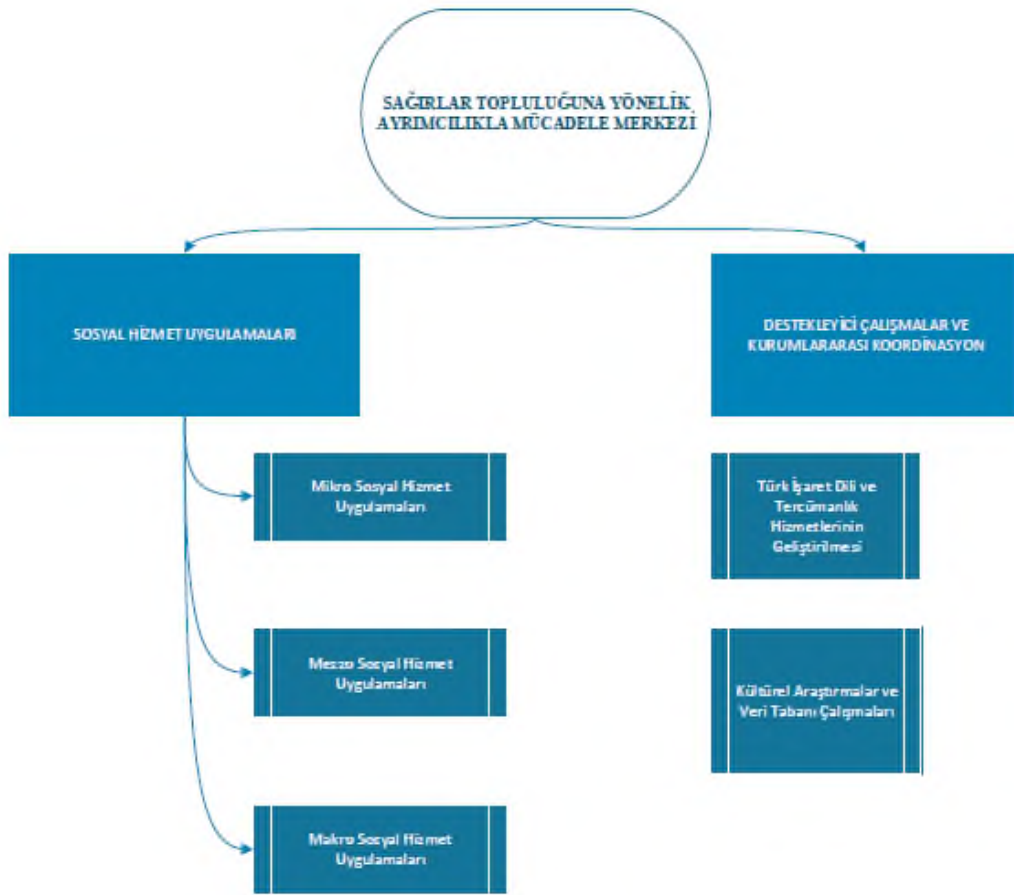 SAĞIRLAR TOPLULUĞUNA YÖNELİK
AYRIMCILIKLA MÜCADELE MERKEZİ
SOSYAL HİZMET UYGULAMALARI
DESTEKLEYİCİ ÇALIŞMALAR VE
KURUMLARARASI KOORDİNASYON
Mikro Sosyal Hizmet
Uygulamaları
Mezzo Sosyal Hizmet
Uygulamaları
Makro Sosyal Hizmet
Uygulamaları
Türk İşaret Dili ve
Tercümanlık
Hizmetlerinin
Geliştirilmesi
Kültürel Araştırmalar ve
Veri Tabanı Çalışmaları